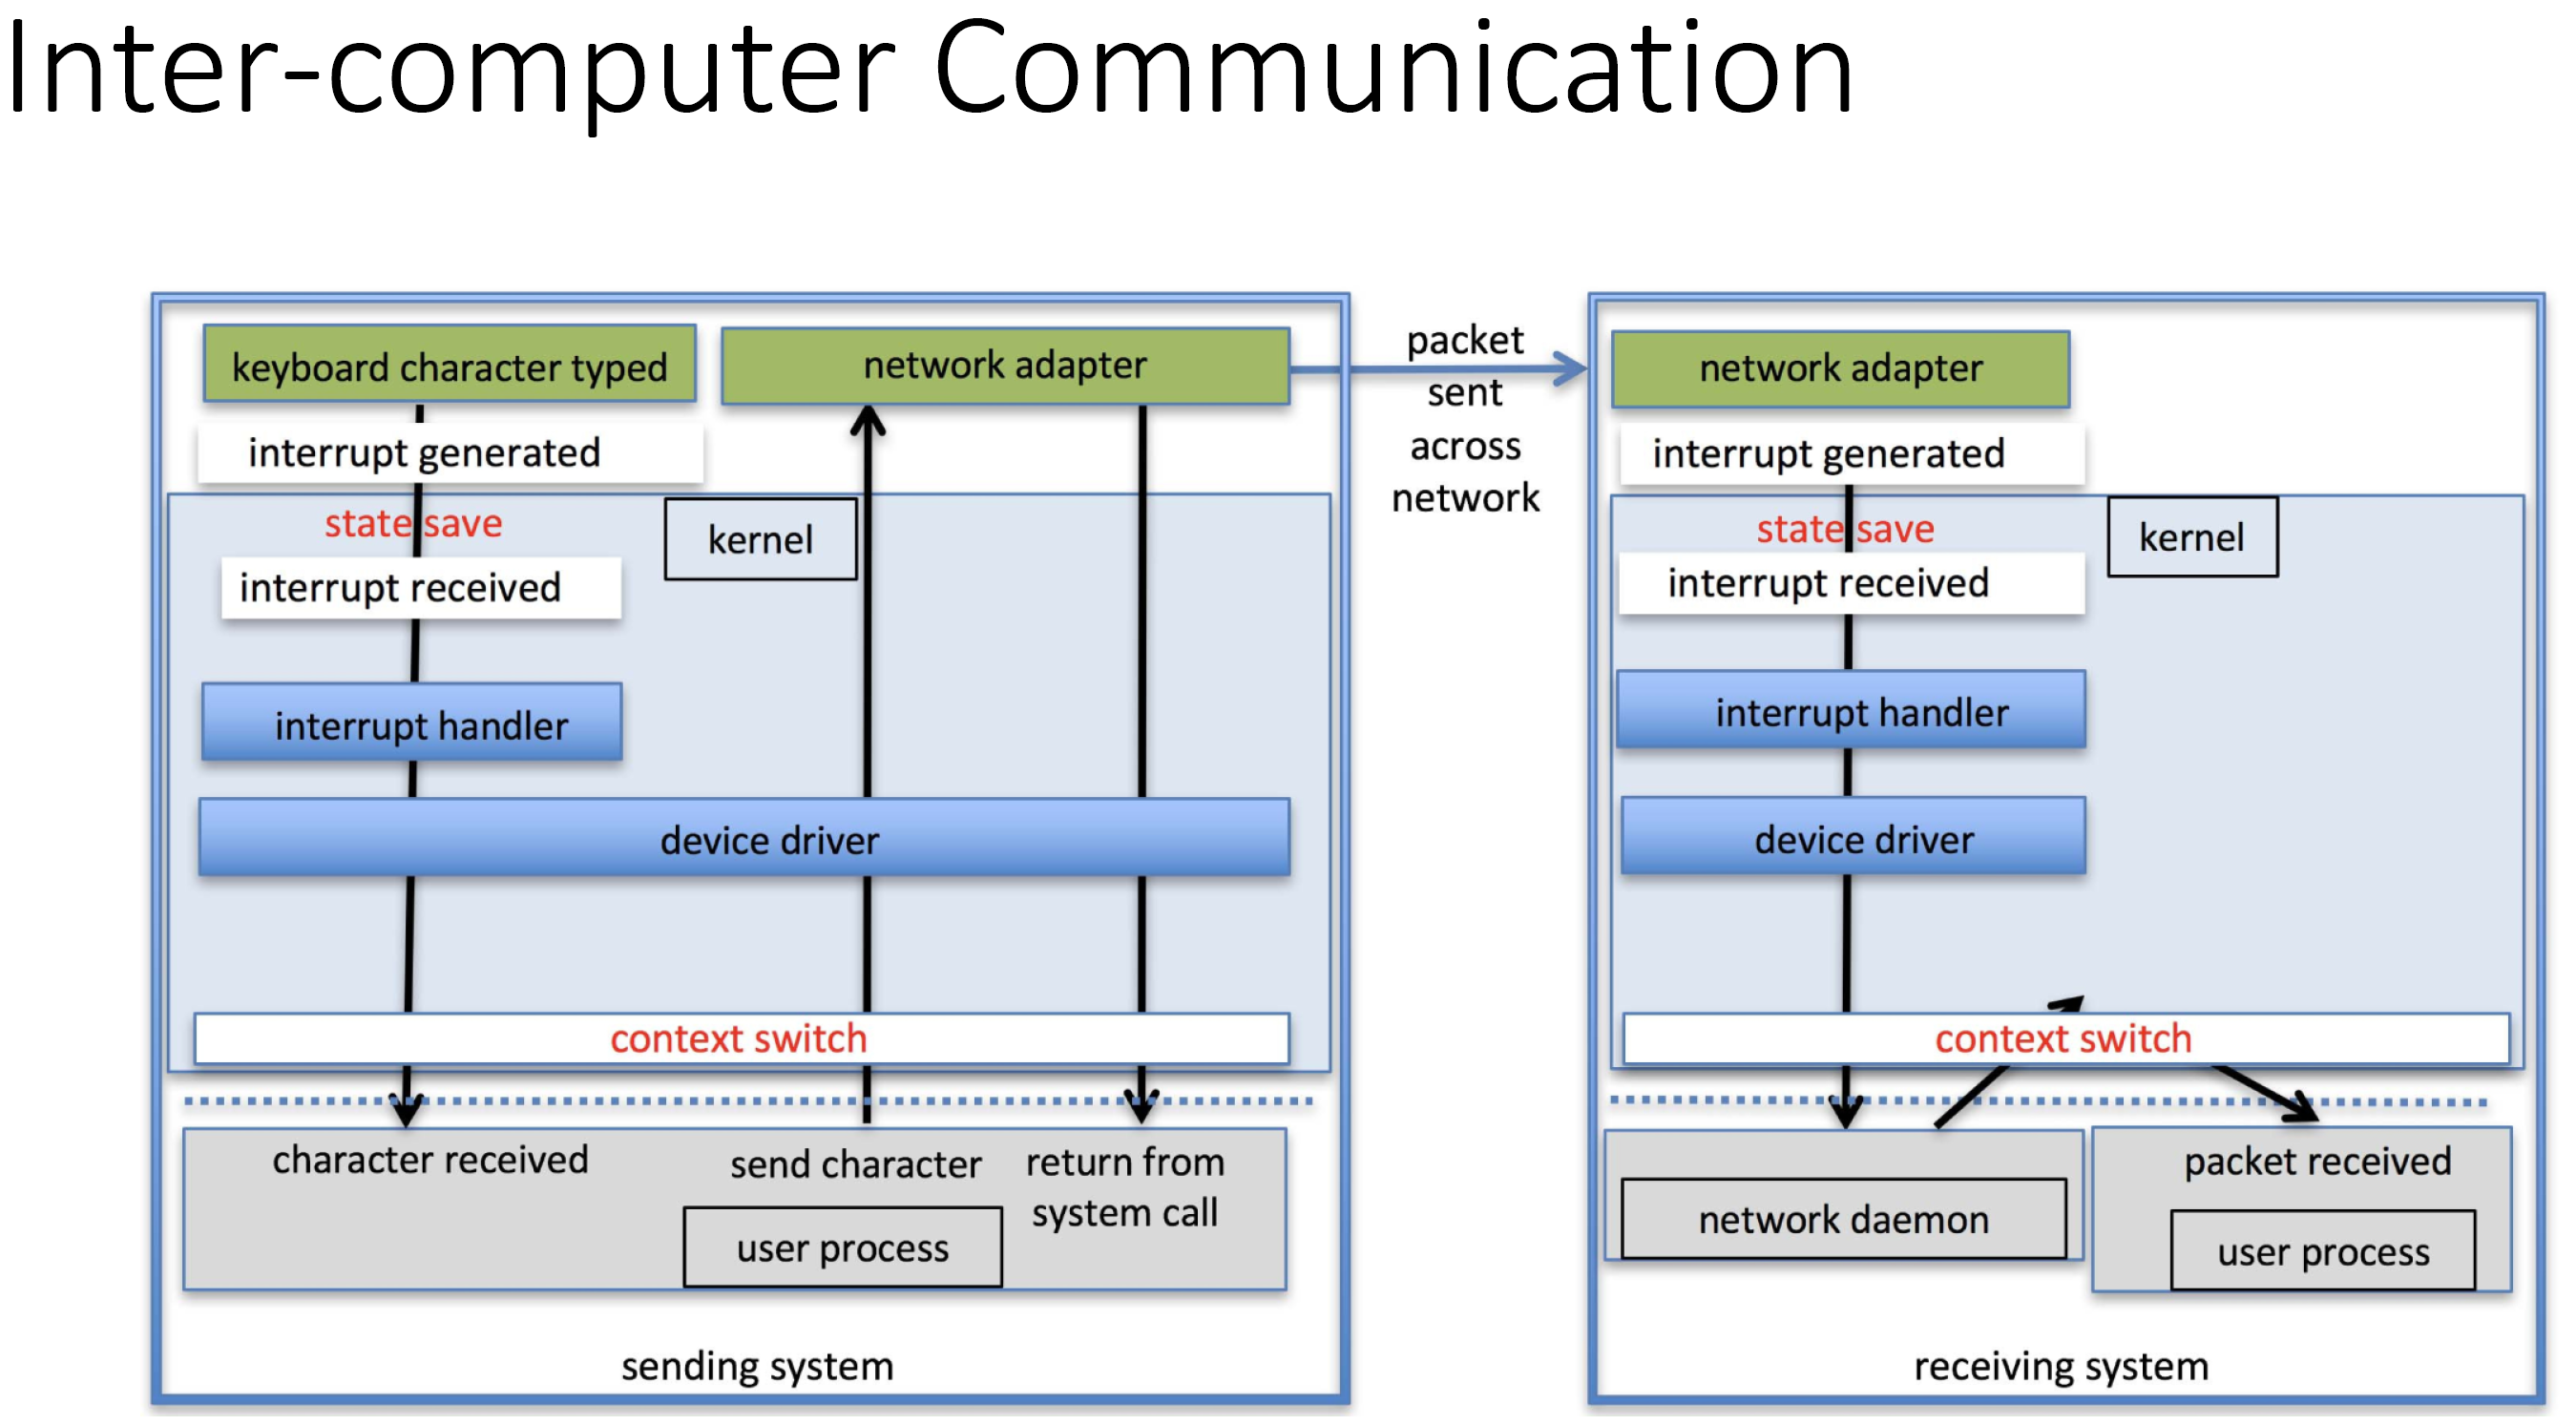 Inter-computer Communication
keyboard character typed
network adapter
interrupt generated
state save
kernel
interrupt received
interrupt handler
device driver
context switch
character received
send character
return from
system call
user process
sending system
packet
sent
across
network
network adapter
interrupt generated
state save
kernel
interrupt received
interrupt handler
device driver
context switch
network daemon
packet received
user process
receiving system